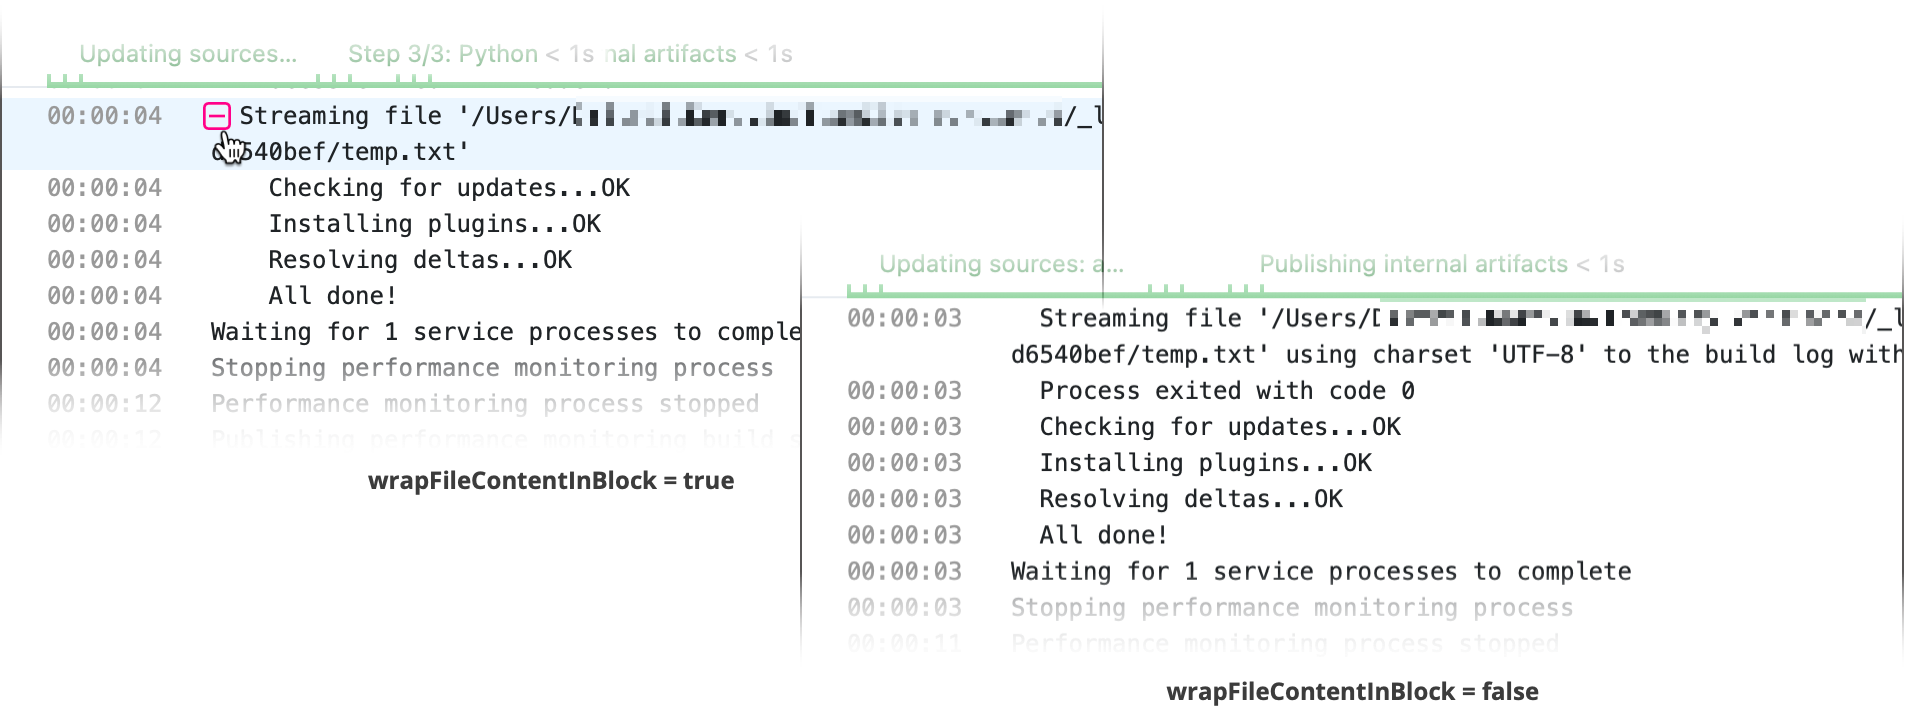 Updating sources... Step 3/3: Python < 1s nal artifacts < 1s
00:00:04 Streaming file '/Users/ /_l
d6540bef/temp.txt'
00:00:04 Checking for updates...OK
00:00:04 Installing plugins...OK
00:00:04 Resolving deltas...OK
00:00:04 All done!
00:00:04 Waiting for 1 service processes to comple
00:00:04 Stopping performance monitoring process
00:00:12 Performance monitoring process stopped
00:00:12 Publishing performance monitoring build s
wrapFileContentInBlock = true
Updating sources: a... Publishing internal artifacts < 1s
00:00:03 Streaming file '/Users/ /_l
d6540bef/temp.txt' using charset 'UTF-8' to the build log with
00:00:03 Process exited with code 0
00:00:03 Checking for updates...OK
00:00:03 Installing plugins...OK
00:00:03 Resolving deltas...OK
00:00:03 All done!
00:00:03 Waiting for 1 service processes to complete
00:00:03 Stopping performance monitoring process
00:00:11 Performance monitoring process stopped
wrapFileContentInBlock = false